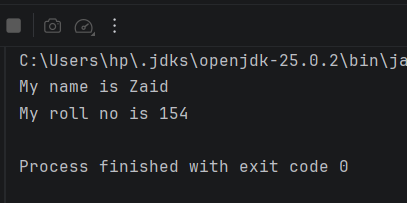 C:\Users\hp\.jdks\openjdk-25.0.2\bin\ja
My name is Zaid
My roll no is 154
Process finished with exit code 0